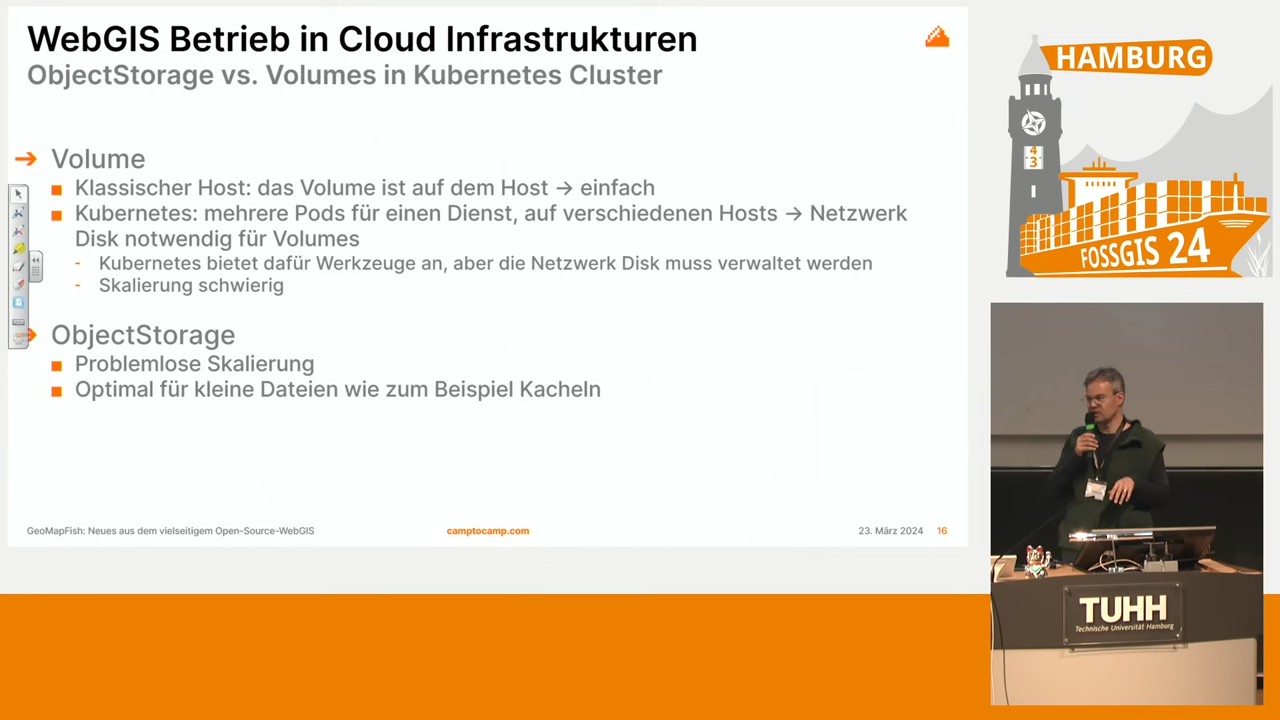 WebGIS Betrieb in Cloud Infrastrukturen
ObjectStorage vs. Volumes in Kubernetes Cluster
➔ Volume
■ Klassischer Host: das Volume ist auf dem Host → einfach
■ Kubernetes: mehrere Pods für einen Dienst, auf verschiedenen Hosts → Netzwerk
Disk notwendig für Volumes
- Kubernetes bietet dafür Werkzeuge an, aber die Netzwerk Disk muss verwaltet werden
- Skalierung schwierig
➔ ObjectStorage
■ Problemlose Skalierung
■ Optimal für kleine Dateien wie zum Beispiel Kacheln
GeoMapFish: Neues aus dem vielseitigem Open-Source-WebGIS
camptocamp.com
23. März 2024 16
HAMBURG
4
3
FOSSGIS 24
TUHH
Technische Universität Hamburg